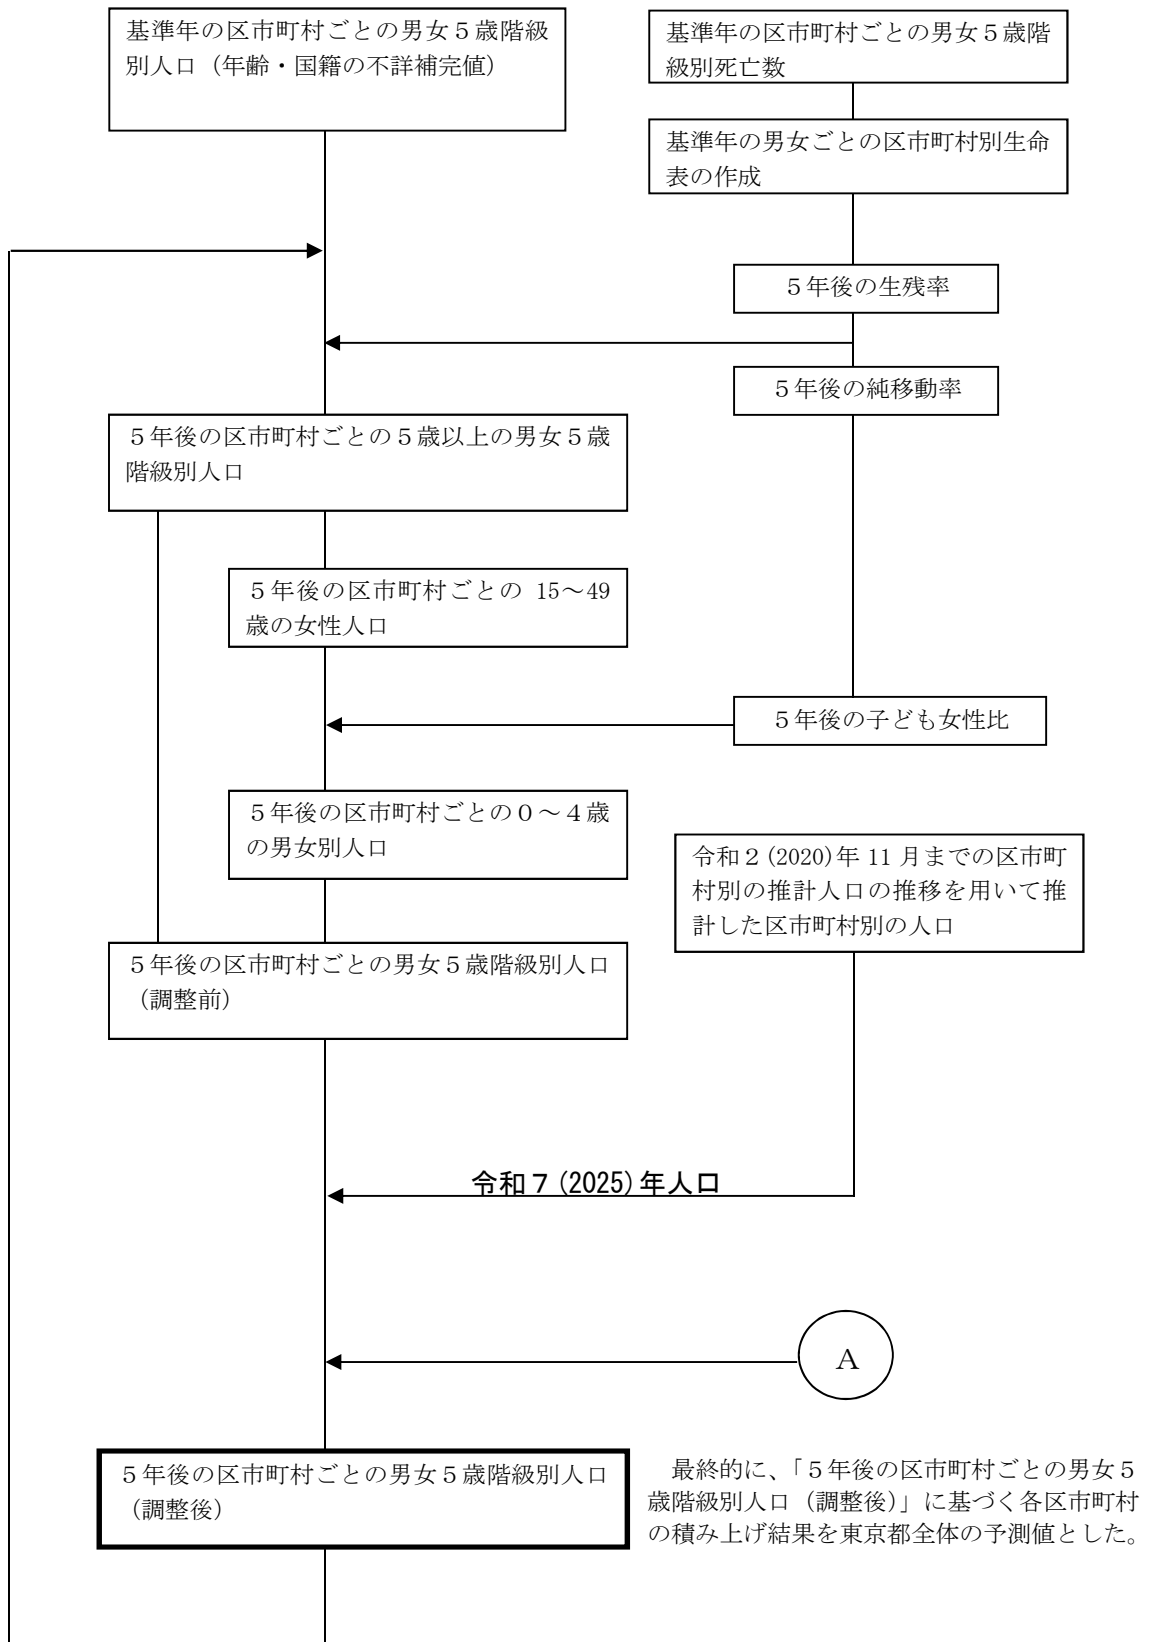 基準年の区市町村ごとの男女５歳階級
別人口（年齢・国籍の不詳補完値）
基準年の区市町村ごとの男女５歳階
級別死亡数
基準年の男女ごとの区市町村別生命
表の作成
５年後の生残率
５年後の純移動率
５年後の区市町村ごとの５歳以上の男女５歳
階級別人口
５年後の区市町村ごとの 15～49
歳の女性人口
５年後の子ども女性比
５年後の区市町村ごとの０～４歳
の男女別人口
令和２(2020)年 11 月までの区市町
村別の推計人口の推移を用いて推
計した区市町村別の人口
５年後の区市町村ごとの男女５歳階級別人口
（調整前）
令和７(2025)年人口
A
５年後の区市町村ごとの男女５歳階級別人口
（調整後）
最終的に、「５年後の区市町村ごとの男女５
歳階級別人口（調整後）」に基づく各区市町村
の積み上げ結果を東京都全体の予測値とした。